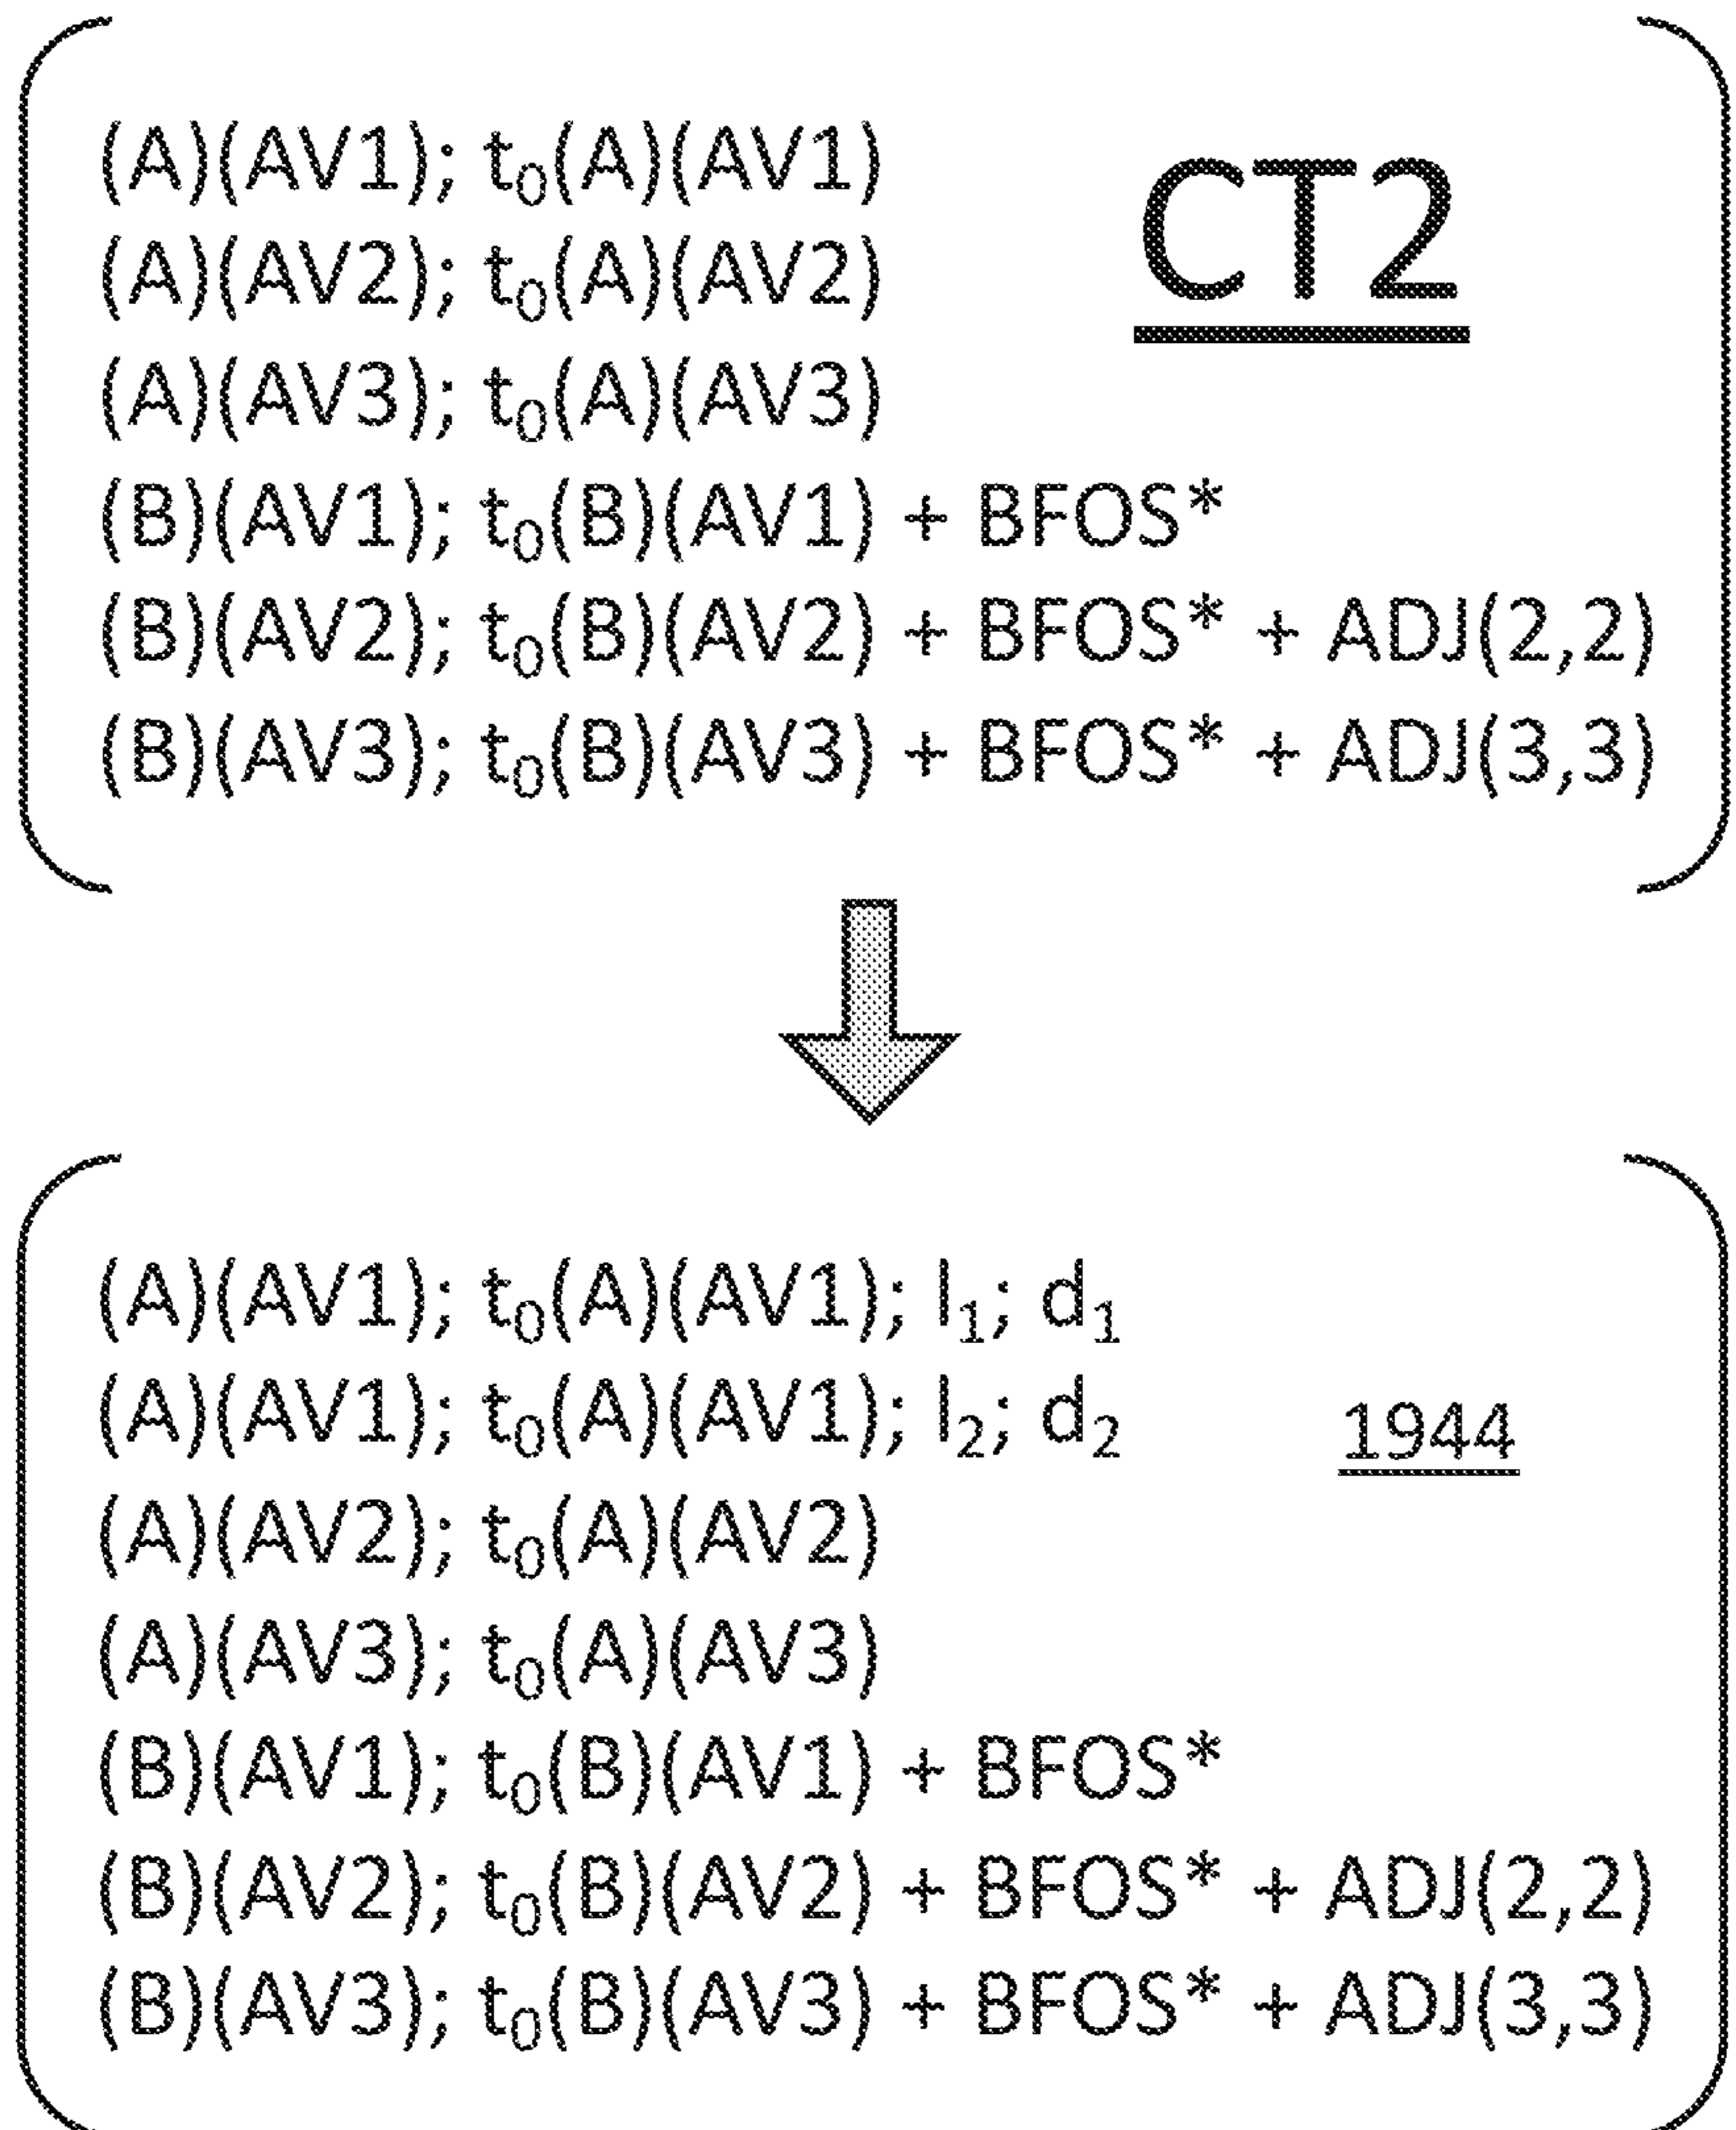 (A)(AV1); t₀(A)(AV1)
CT2
(A)(AV2); t₀(A)(AV2)
(A)(AV3); t₀(A)(AV3)
(B)(AV1); t₀(B)(AV1) + BFOS*
(B)(AV2); t₀(B)(AV2) + BFOS* + ADJ(2,2)
(B)(AV3); t₀(B)(AV3) + BFOS* + ADJ(3,3)
(A)(AV1); t₀(A)(AV1); l₁; d₁
(A)(AV1); t₀(A)(AV1); l₂; d₂
1944
(A)(AV2); t₀(A)(AV2)
(A)(AV3); t₀(A)(AV3)
(B)(AV1); t₀(B)(AV1) + BFOS*
(B)(AV2); t₀(B)(AV2) + BFOS* + ADJ(2,2)
(B)(AV3); t₀(B)(AV3) + BFOS* + ADJ(3,3)